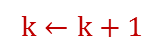 k ← k + 1